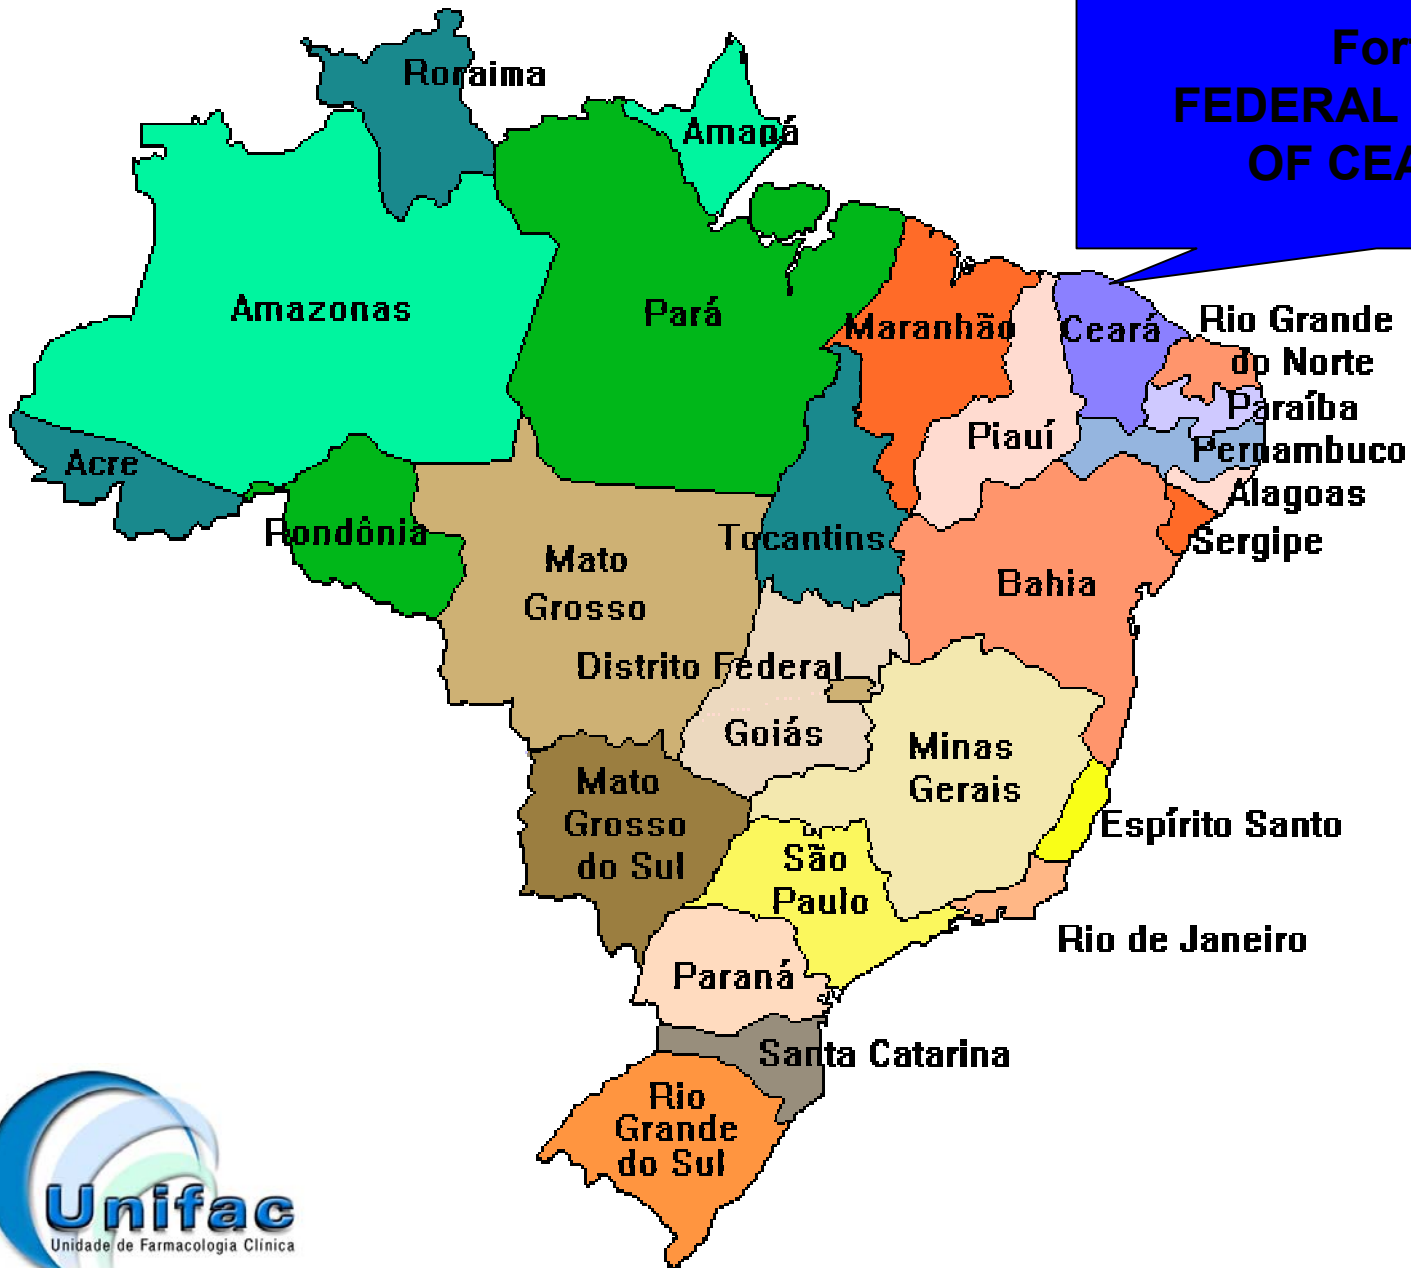 For
FEDERAL
OF CEA
Roraima
Amapá
Amazonas
Pará
Maranhão
Ceará
Rio Grande
do Norte
Paraíba
Piauí
Pernambuco
Acre
Alagoas
Rondônia
Tocantins
Sergipe
Mato
Grosso
Bahia
Distrito Federal
Goiás
Minas
Gerais
Mato
Grosso
do Sul
Espírito Santo
São
Paulo
Rio de Janeiro
Paraná
Santa Catarina
Rio
Grande
do Sul
Unifac
Unidade de Farmacologia Clínica